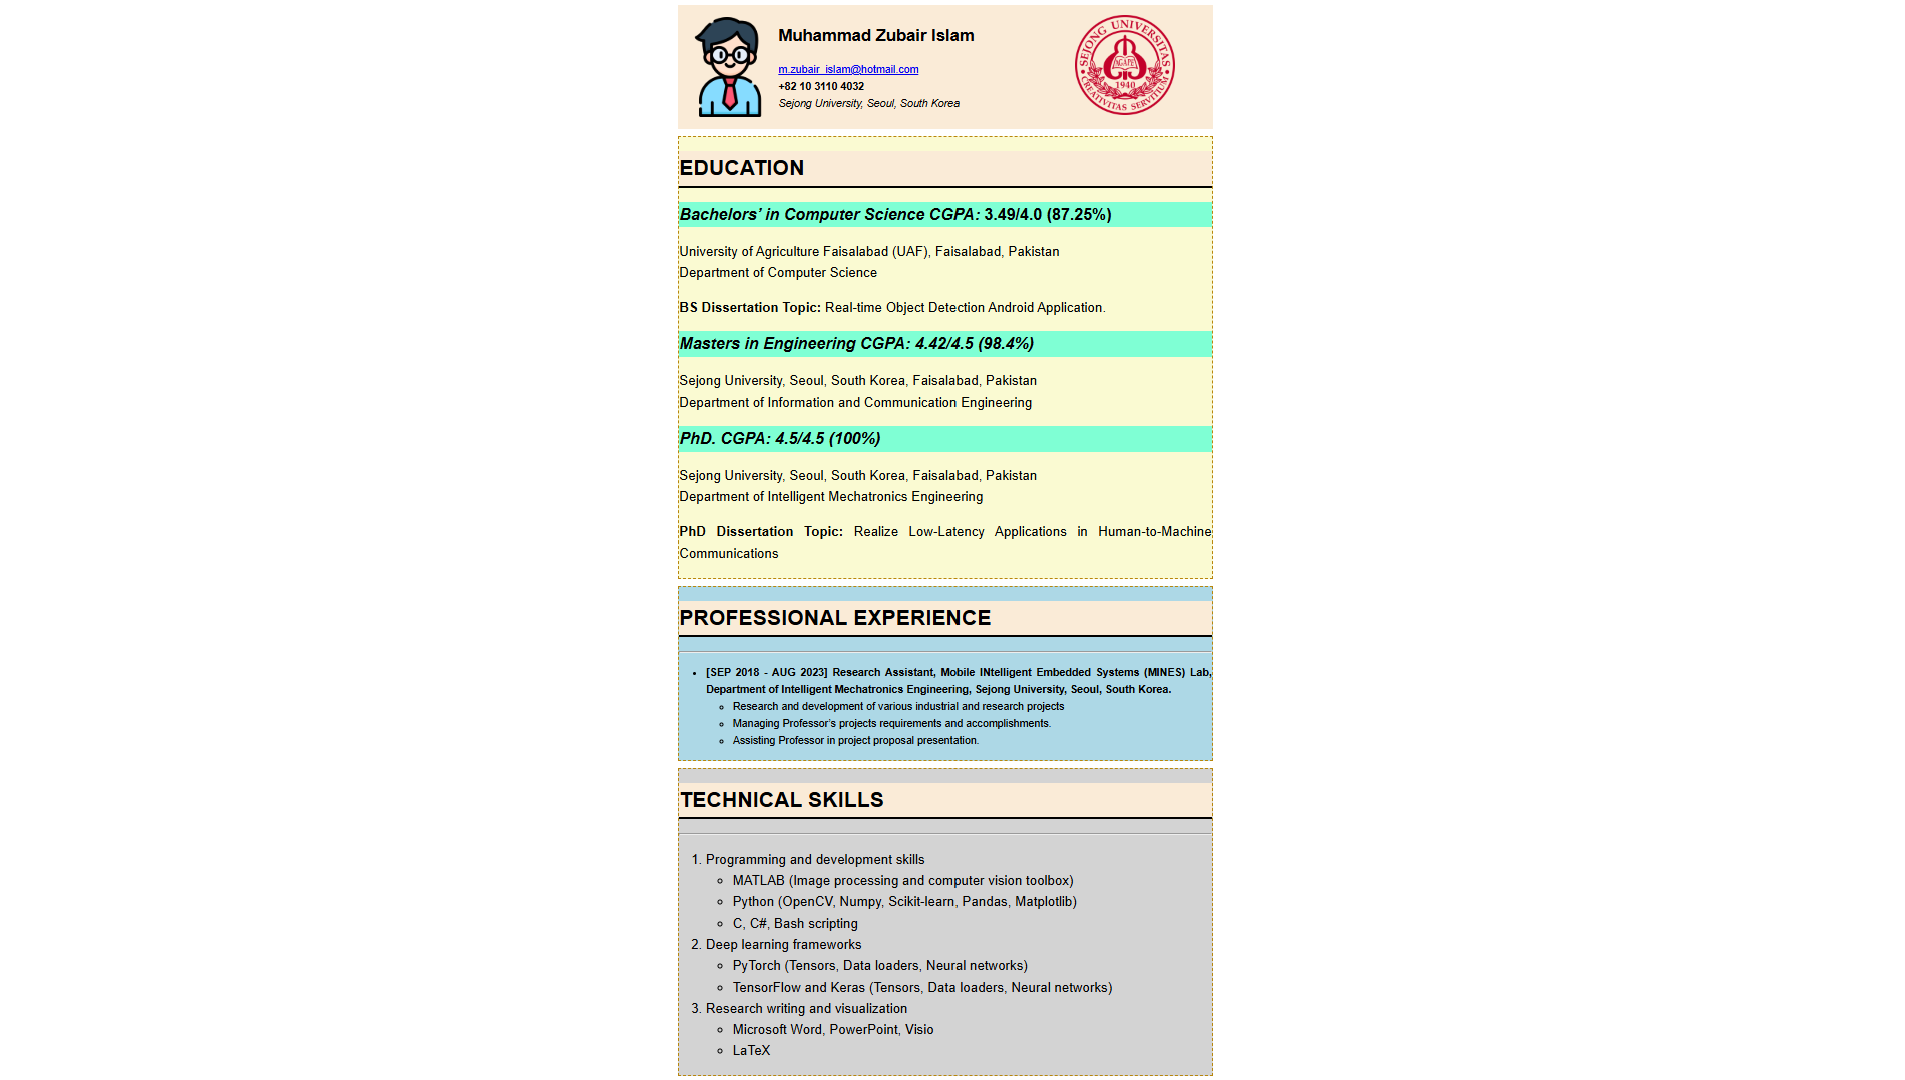 Muhammad Zubair Islam
m.zubair_islam@hotmail.com
+82 10 3110 4032
Sejong University, Seoul, South Korea
SEJONG UNIVERSITAS
AGAPE
1940
CREATIVITAS SERVITIUM
EDUCATION
Bachelors’ in Computer Science CGPA: 3.49/4.0 (87.25%)
University of Agriculture Faisalabad (UAF), Faisalabad, Pakistan
Department of Computer Science
BS Dissertation Topic: Real-time Object Detection Android Application.
Masters in Engineering CGPA: 4.42/4.5 (98.4%)
Sejong University, Seoul, South Korea, Faisalabad, Pakistan
Department of Information and Communication Engineering
PhD. CGPA: 4.5/4.5 (100%)
Sejong University, Seoul, South Korea, Faisalabad, Pakistan
Department of Intelligent Mechatronics Engineering
PhD Dissertation Topic: Realize Low-Latency Applications in Human-to-Machine
Communications
PROFESSIONAL EXPERIENCE
• [SEP 2018 - AUG 2023] Research Assistant, Mobile INtelligent Embedded Systems (MINES) Lab,
Department of Intelligent Mechatronics Engineering, Sejong University, Seoul, South Korea.
◦ Research and development of various industrial and research projects
◦ Managing Professor’s projects requirements and accomplishments.
◦ Assisting Professor in project proposal presentation.
TECHNICAL SKILLS
1. Programming and development skills
◦ MATLAB (Image processing and computer vision toolbox)
◦ Python (OpenCV, Numpy, Scikit-learn, Pandas, Matplotlib)
◦ C, C#, Bash scripting
2. Deep learning frameworks
◦ PyTorch (Tensors, Data loaders, Neural networks)
◦ TensorFlow and Keras (Tensors, Data loaders, Neural networks)
3. Research writing and visualization
◦ Microsoft Word, PowerPoint, Visio
◦ LaTeX